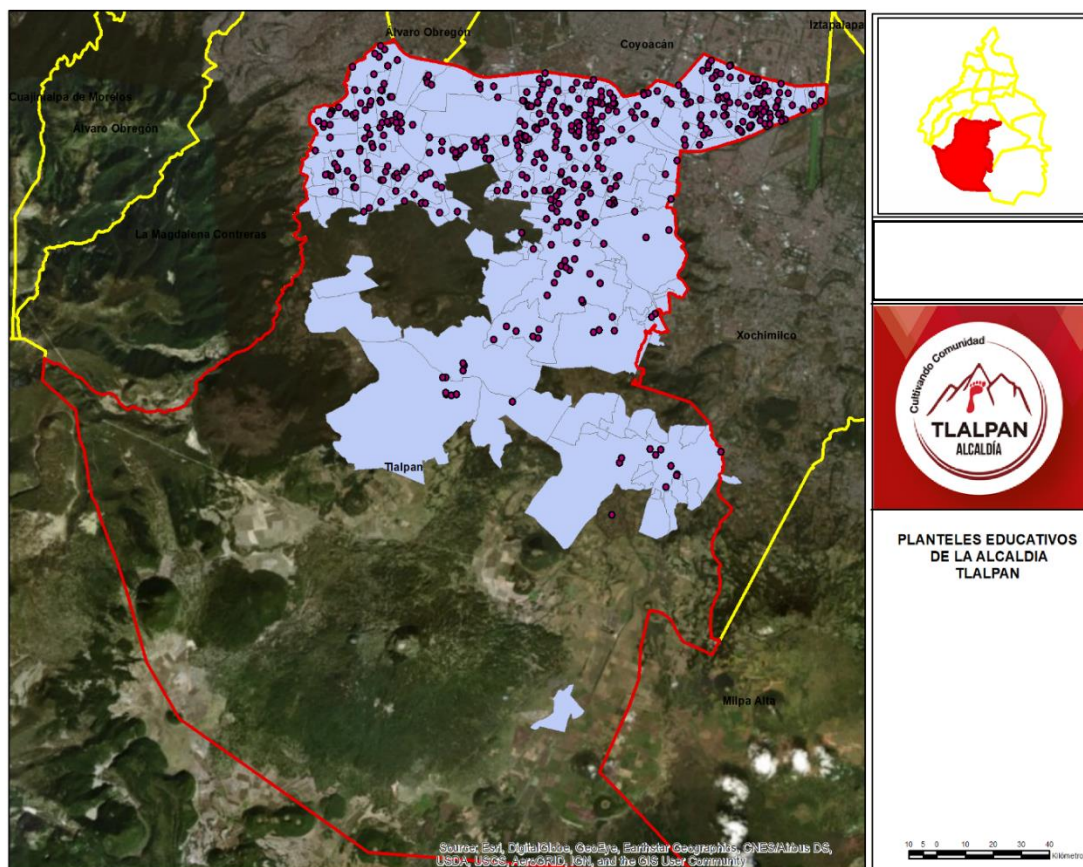 Alvaro Obregón
Coyoacán
Iztapalapa
Cuajimalpa de Morelos
Álvaro Obregón
La Magdalena Contreras
Xochimilco
Tlalpan
Milpa Alta
Source: Esri, DigitalGlobe, GeoEye, Earthstar Geographics, CNES/Airbus DS,
USDA, USGS, AeroGRID, IGN, and the GIS User Community
Cultivando Comunidad
TLALPAN
ALCALDÍA
PLANTELES EDUCATIVOS
DE LA ALCALDIA
TLALPAN
10 5 0 10 20 30 40
Kilómetros